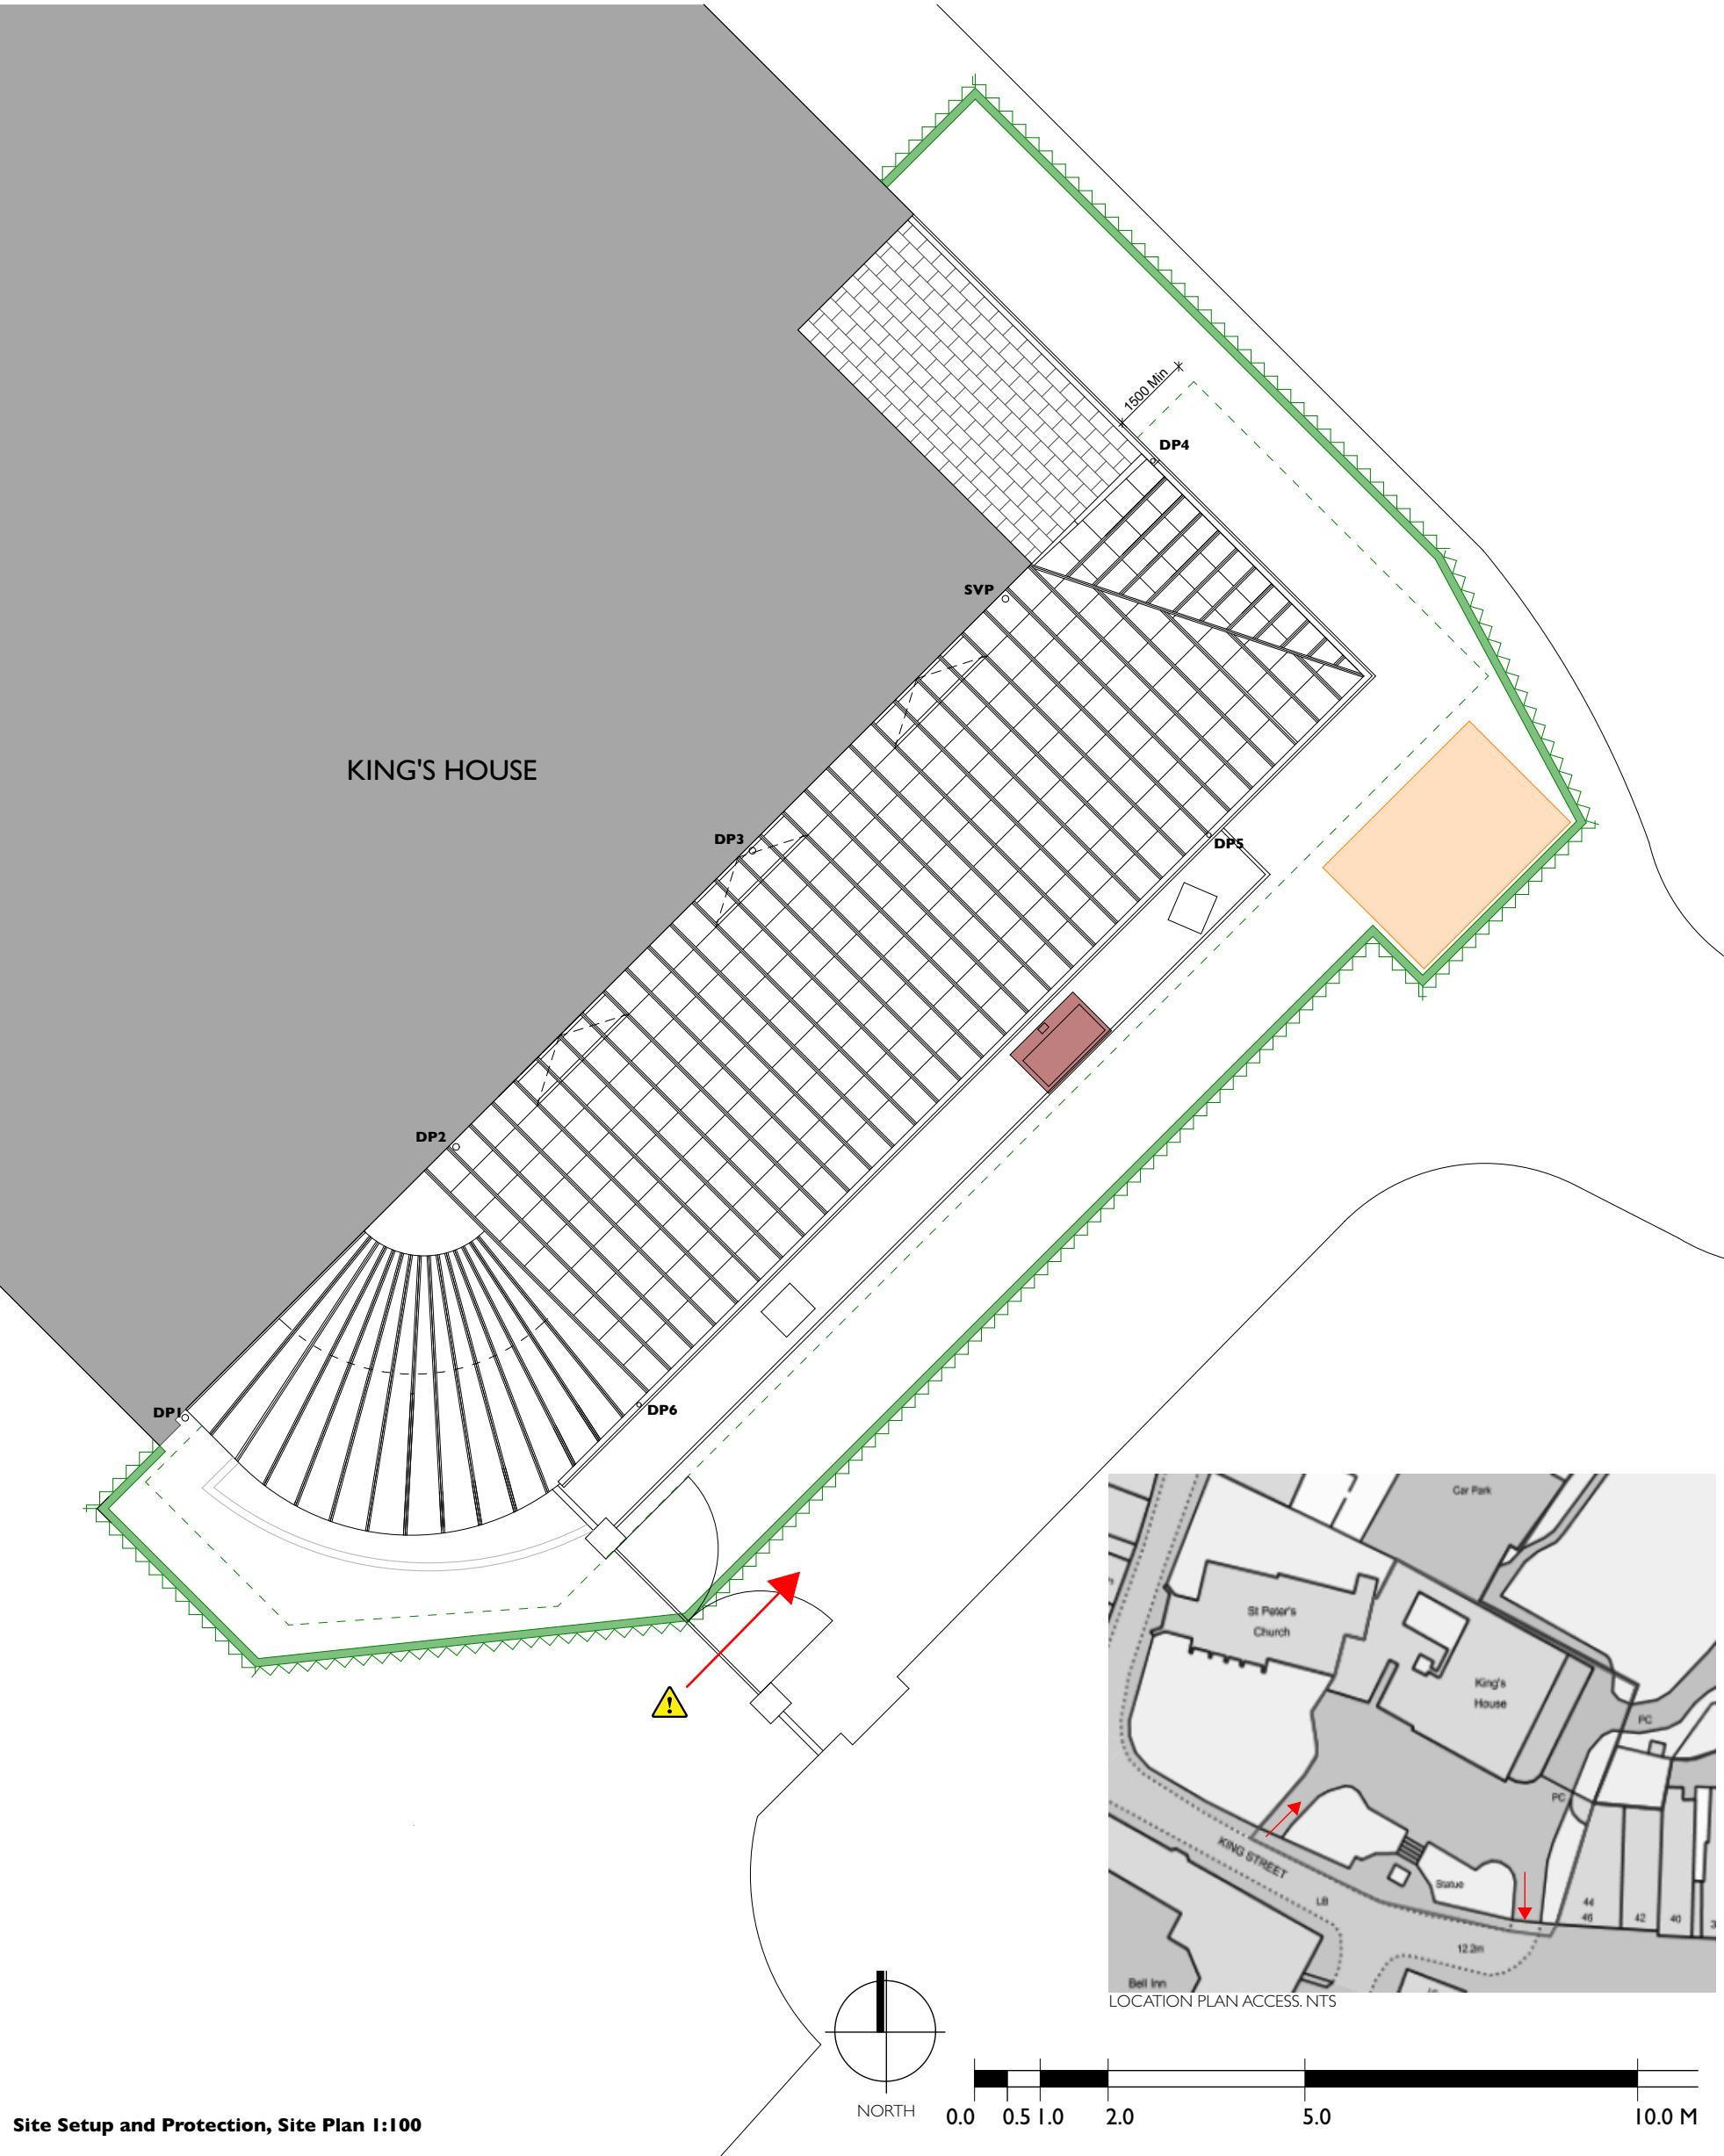 1500 Min
DP4
SVP
KING'S HOUSE
DP3
DP5
DP2
DP1
DP6
Car Park
St Peter's
Church
King's
House
PC
PC
KING STREET
Statue
LB
44
46
42
40
12.2m
Bell Inn
LOCATION PLAN ACCESS. NTS
NORTH
0.0 0.5 1.0 2.0 5.0 10.0 M
Site Setup and Protection, Site Plan 1:100